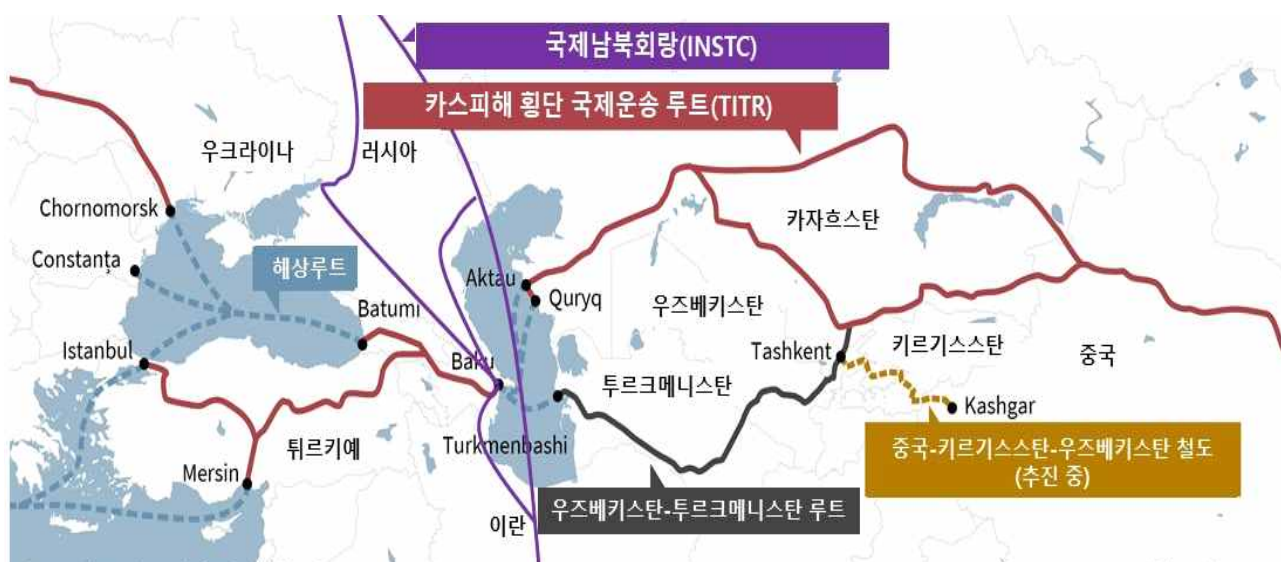 국제남북회랑(INSTC)
카스피해 횡단 국제운송 루트(TITR)
우크라이나
러시아
Chornomorsk
카자흐스탄
Constanța
해상루트
Aktau
Quryq
우즈베키스탄
Batumi
Istanbul
Tashkent
키르기스스탄
중국
Baku
투르크메니스탄
Kashgar
Turkmenbashi
튀르키예
Mersin
중국-키르기스스탄-우즈베키스탄 철도
(추진 중)
우즈베키스탄-투르크메니스탄 루트
이란